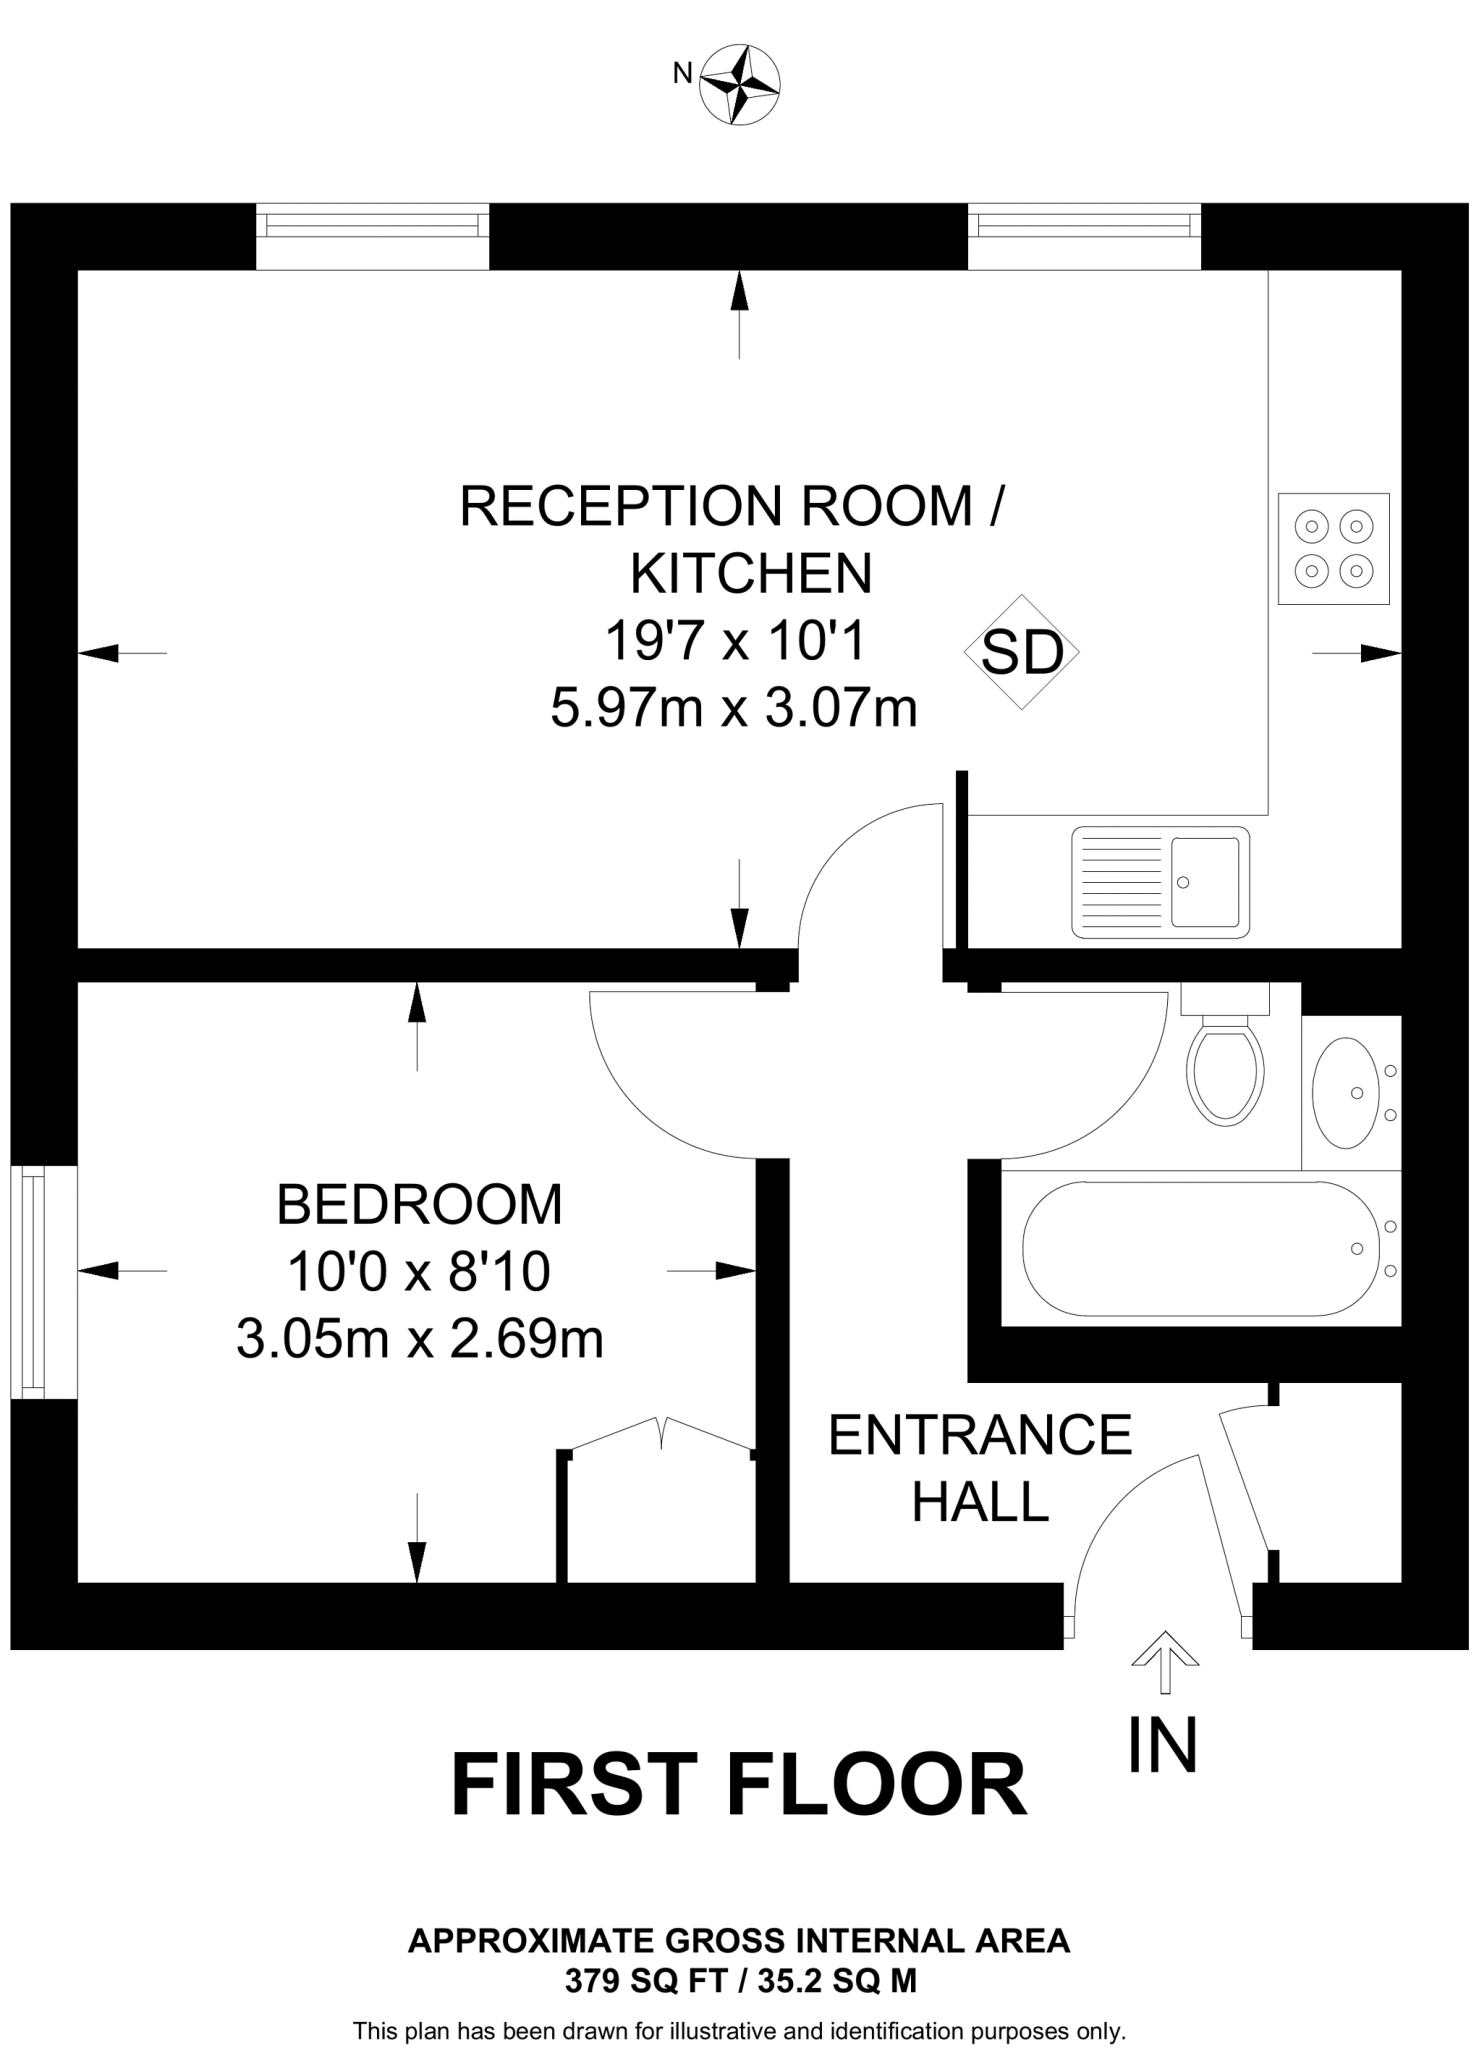 N
RECEPTION ROOM /
KITCHEN
19'7 x 10'1
5.97m x 3.07m
SD
BEDROOM
10'0 x 8'10
3.05m x 2.69m
ENTRANCE
HALL
IN
FIRST FLOOR
APPROXIMATE GROSS INTERNAL AREA
379 SQ FT / 35.2 SQ M
This plan has been drawn for illustrative and identification purposes only.